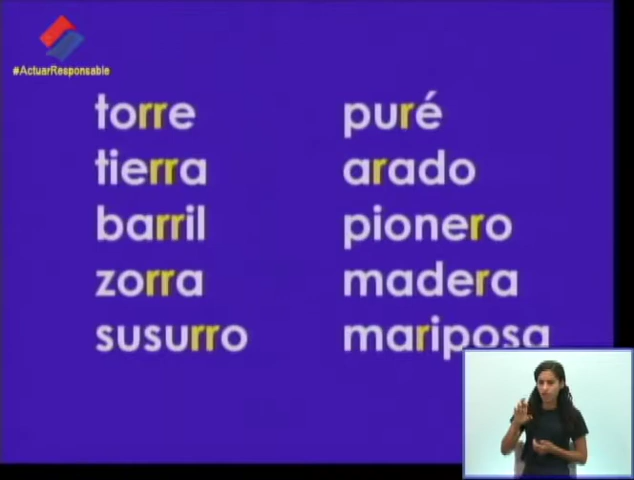 #ActuarResponsable
torre
tierra
barril
zorra
susurro
puré
arado
pionero
madera
mariposa